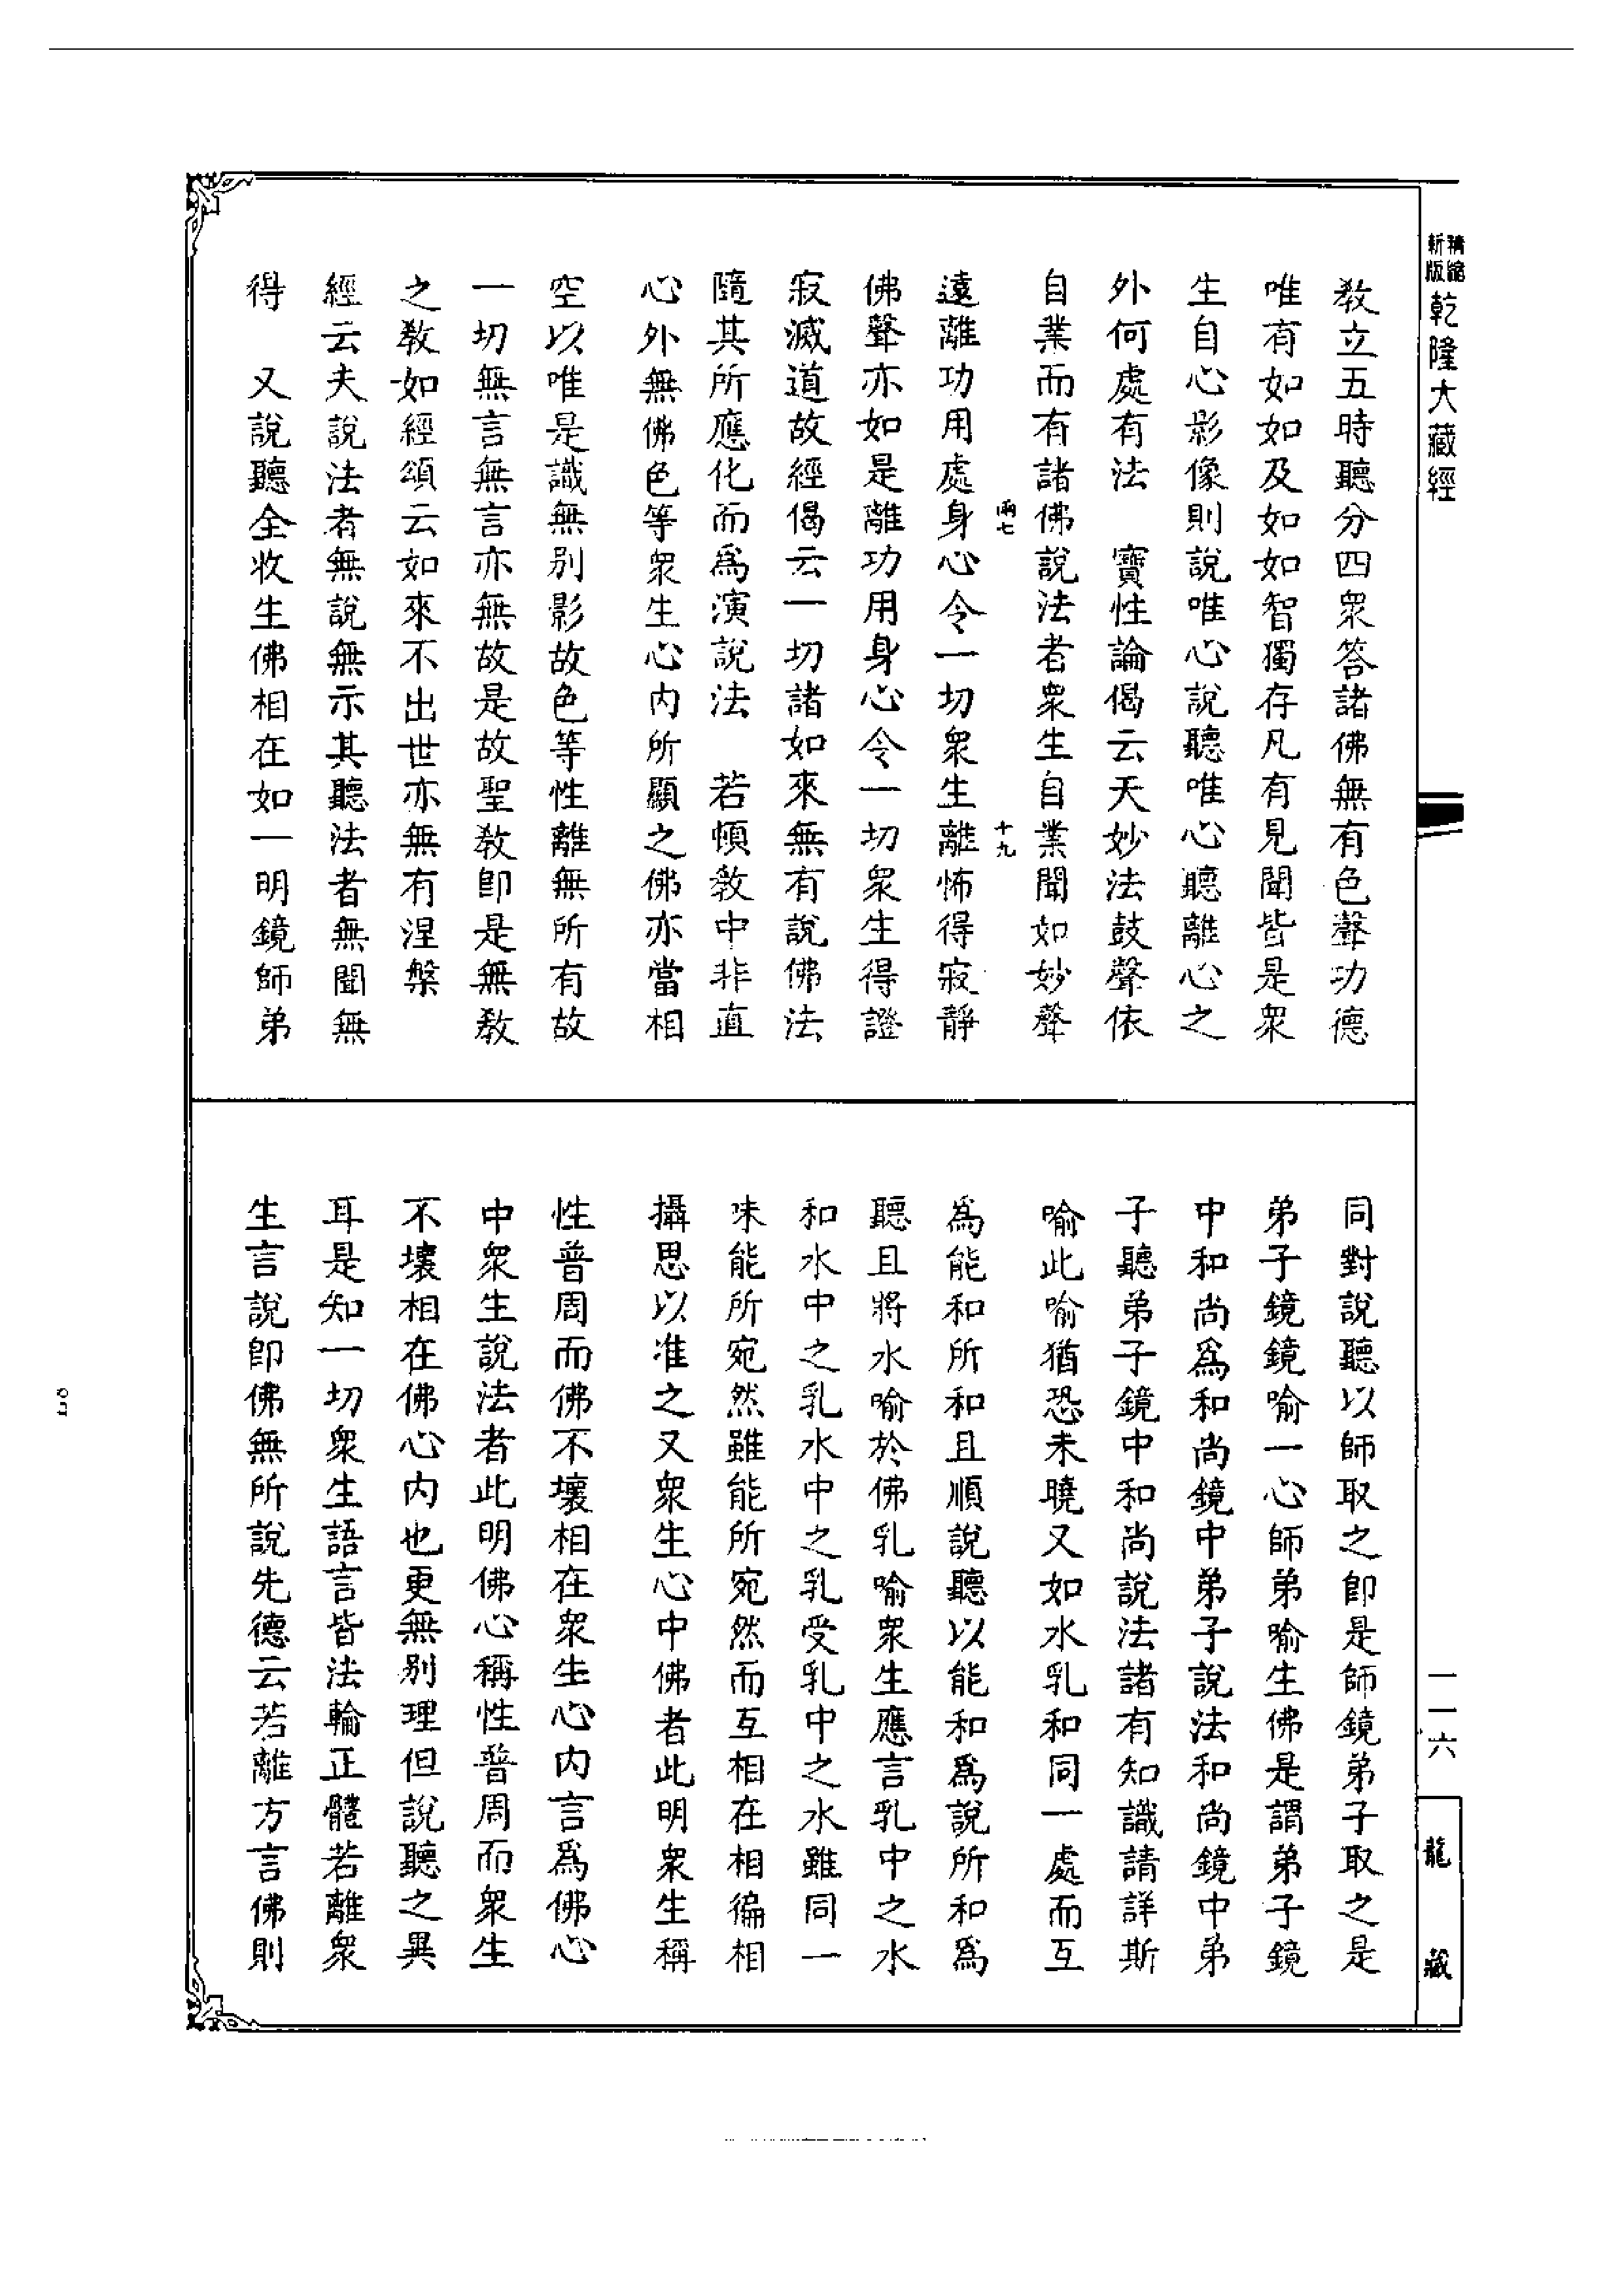 精縮
新版
乾隆大藏經
一一六
龍藏
教立五時聽分四衆答諸佛無有色聲功德
唯有如如及如如智獨存凡有見聞皆是衆
生自心影像則說唯心說聽唯心聽離心之
外何處有法　寶性論偈云天妙法鼓聲依
自業而有諸佛說法者衆生自業聞如妙聲
兩七
十九
遠離功用處身心令一切衆生離怖得寂靜
佛聲亦如是離功用身心令一切衆生得證
寂滅道故經偈云一切諸如來無有說佛法
隨其所應化而爲演說法　若頓教中非直
心外無佛色等衆生心內所顯之佛亦當相
空以唯是識無別影故色等性離無所有故
一切無言無言亦無故是故聖教卽是無教
之教如經頌云如來不出世亦無有涅槃
經云夫說法者無說無示其聽法者無聞無
得　又說聽全收生佛相在如一明鏡師弟
同對說聽以師取之卽是師鏡弟子取之是
弟子鏡鏡喻一心師弟喻生佛是謂弟子鏡
中和尚爲和尚鏡中弟子說法和尚鏡中弟
子聽弟子鏡中和尚說法諸有知識請詳斯
喻此喻猶恐未曉又如水乳和同一處而互
爲能和所和且順說聽以能和爲說所和爲
聽且將水喻於佛乳喻衆生應言乳中之水
和水中之乳水中之乳受乳中之水雖同一
味能所宛然雖能所宛然而互相在相徧相
攝思以准之又衆生心中佛者此明衆生稱
性普周而佛不壞相在衆生心內言爲佛心
中衆生說法者此明佛心稱性普周而衆生
不壞相在佛心內也更無別理但說聽之異
耳是知一切衆生語言皆法輪正體若離衆
生言說卽佛無所說先德云若離方言佛則